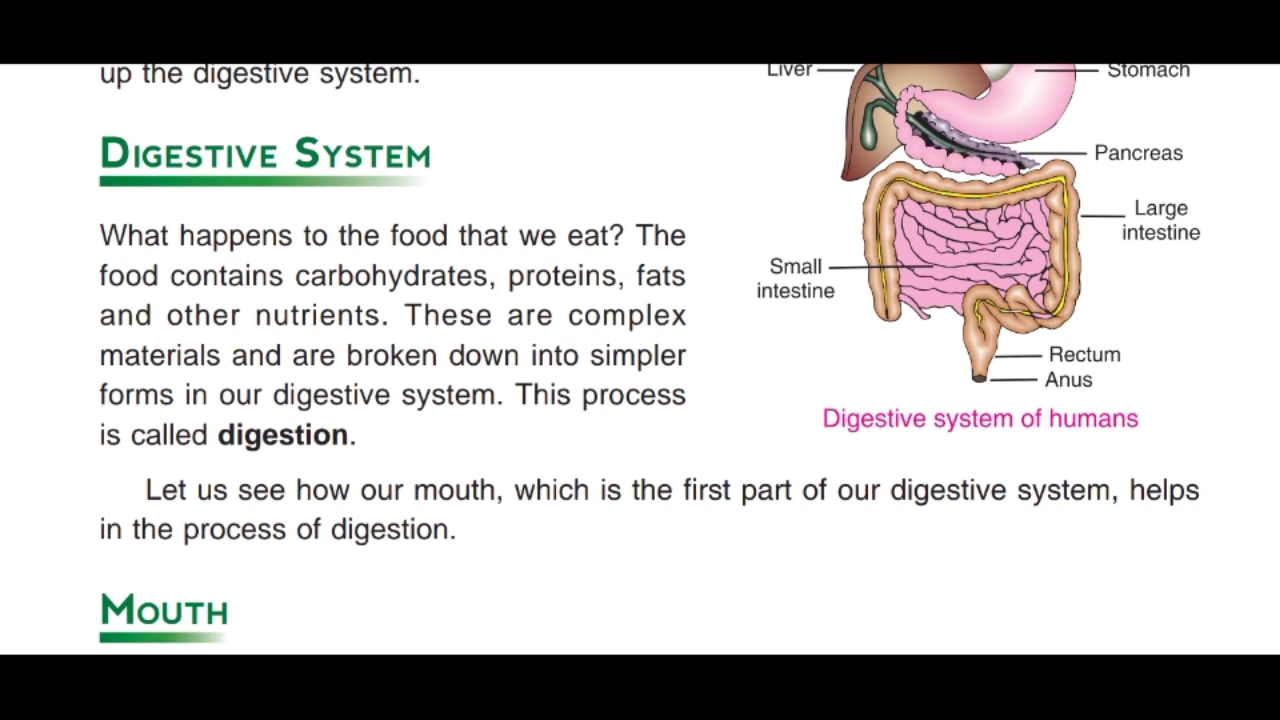 up the digestive system.
DIGESTIVE SYSTEM
What happens to the food that we eat? The
food contains carbohydrates, proteins, fats
and other nutrients. These are complex
materials and are broken down into simpler
forms in our digestive system. This process
is called digestion.
Liver
Stomach
Pancreas
Large
intestine
Small
intestine
Rectum
Anus
Digestive system of humans
Let us see how our mouth, which is the first part of our digestive system, helps
in the process of digestion.
MOUTH